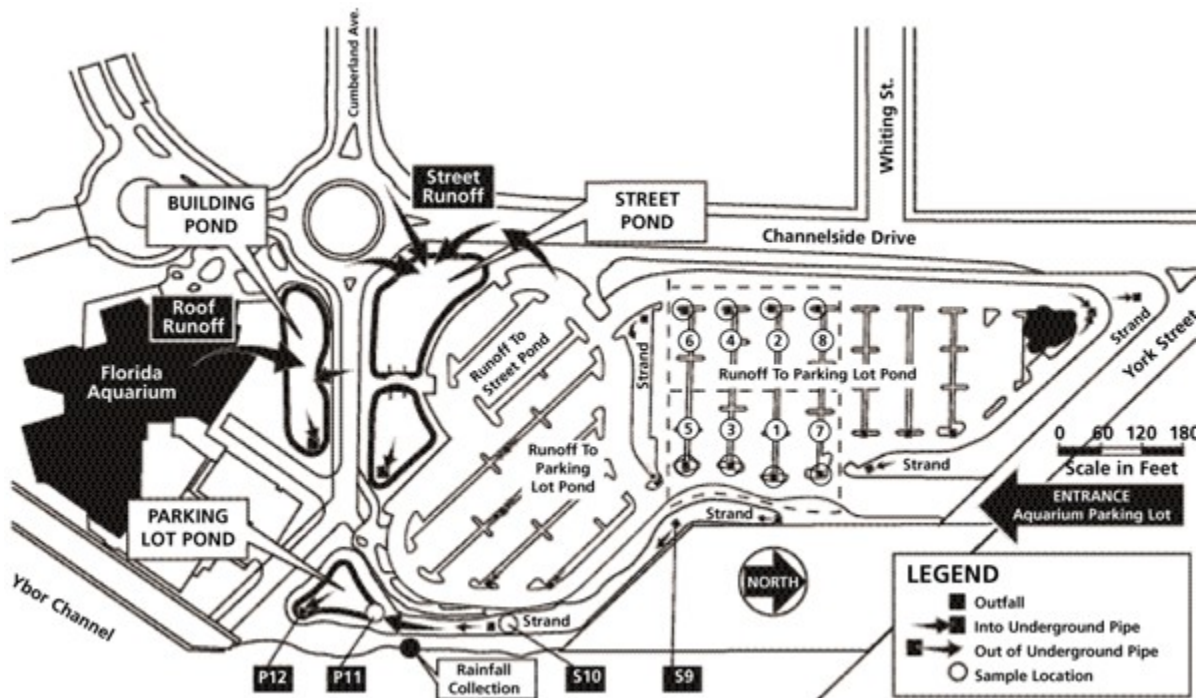 Cumberland Ave.
Whiting St.
Street
Runoff
BUILDING
POND
STREET
POND
Channelside Drive
Roof
Runoff
Florida
Aquarium
Runoff To
Street Pond
Strand
6
4
2
8
Runoff To Parking Lot Pond
Strand
York Street
5
3
1
7
Runoff To
Parking
Lot Pond
Strand
0 60 120 180
Scale in Feet
ENTRANCE
Aquarium Parking Lot
PARKING
LOT POND
Strand
NORTH
Ybor Channel
Strand
P12
P11
Rainfall
Collection
S10
S9
LEGEND
Outfall
Into Underground Pipe
Out of Underground Pipe
Sample Location